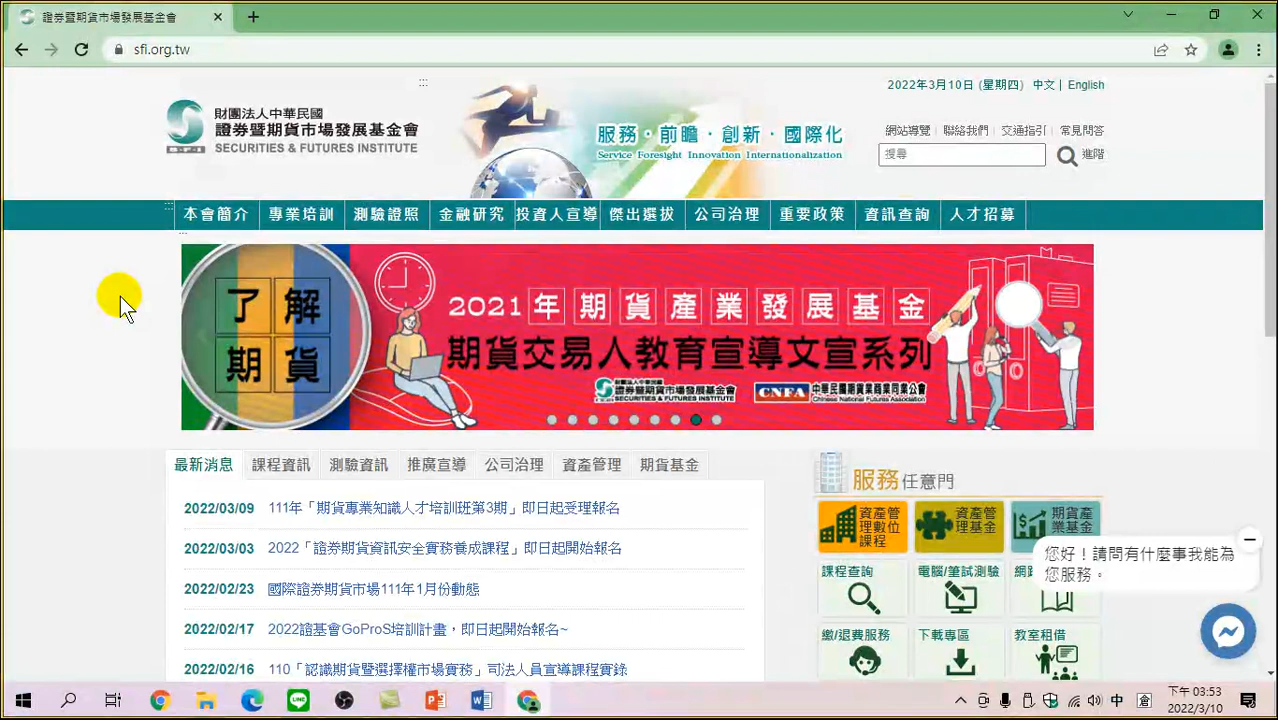 證券暨期貨市場發展基金會
sfi.org.tw
2022年3月10日 (星期四) 中文 | English
財團法人中華民國
證券暨期貨市場發展基金會
SECURITIES & FUTURES INSTITUTE
S·F·I
服務・前瞻・創新・國際化
Service Foresight Innovation Internationalization
網站導覽 | 聯絡我們 | 交通指引 | 常見問答
搜尋
進階
:::
:::
本會簡介 專業培訓 測驗證照 金融研究 投資人宣導 傑出選拔 公司治理 重要政策 資訊查詢 人才招募
了解
期貨
2021年期貨產業發展基金
期貨交易人教育宣導文宣系列
財團法人中華民國
證券暨期貨市場發展基金會
SECURITIES & FUTURES INSTITUTE
CNFA
中華民國期貨業商業同業公會
Chinese National Futures Association
最新消息 課程資訊 測驗資訊 推廣宣導 公司治理 資產管理 期貨基金
2022/03/09 111年「期貨專業知識人才培訓班第3期」即日起受理報名
2022/03/03 2022「證券期貨資訊安全實務養成課程」即日起開始報名
2022/02/23 國際證券期貨市場111年1月份動態
2022/02/17 2022證基會GoProS培訓計畫，即日起開始報名~
2022/02/16 110「認識期貨暨選擇權市場實務」司法人員宣導課程實錄
服務任意門
資產管理數位課程
資產管理基金
期貨產業基金
課程查詢
電腦/筆試測驗
網
您好！請問有什麼事我能為
您服務。
繳/退費服務
下載專區
教室租借
LINE
中
倉
下午 03:53
2022/3/10